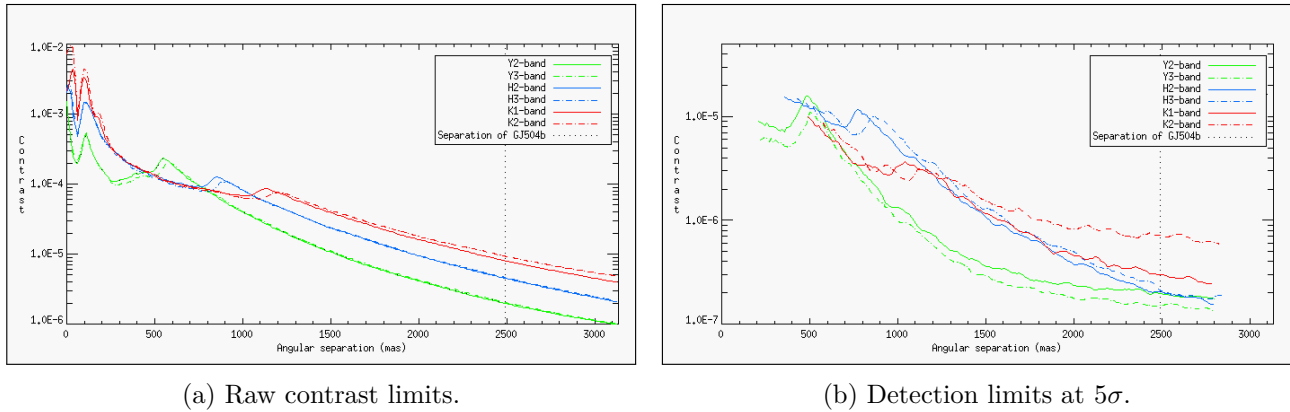 1.0E-2
1.0E-3
1.0E-4
1.0E-5
1.0E-6
Contrast
0 500 1000 1500 2000 2500 3000
Angular separation (mas)
Y2-band
Y3-band
H2-band
H3-band
K1-band
K2-band
Separation of GJ504b
(a) Raw contrast limits.
1.0E-5
1.0E-6
1.0E-7
Contrast
0 500 1000 1500 2000 2500 3000
Angular separation (mas)
Y2-band
Y3-band
H2-band
H3-band
K1-band
K2-band
Separation of GJ504b
(b) Detection limits at 5σ.